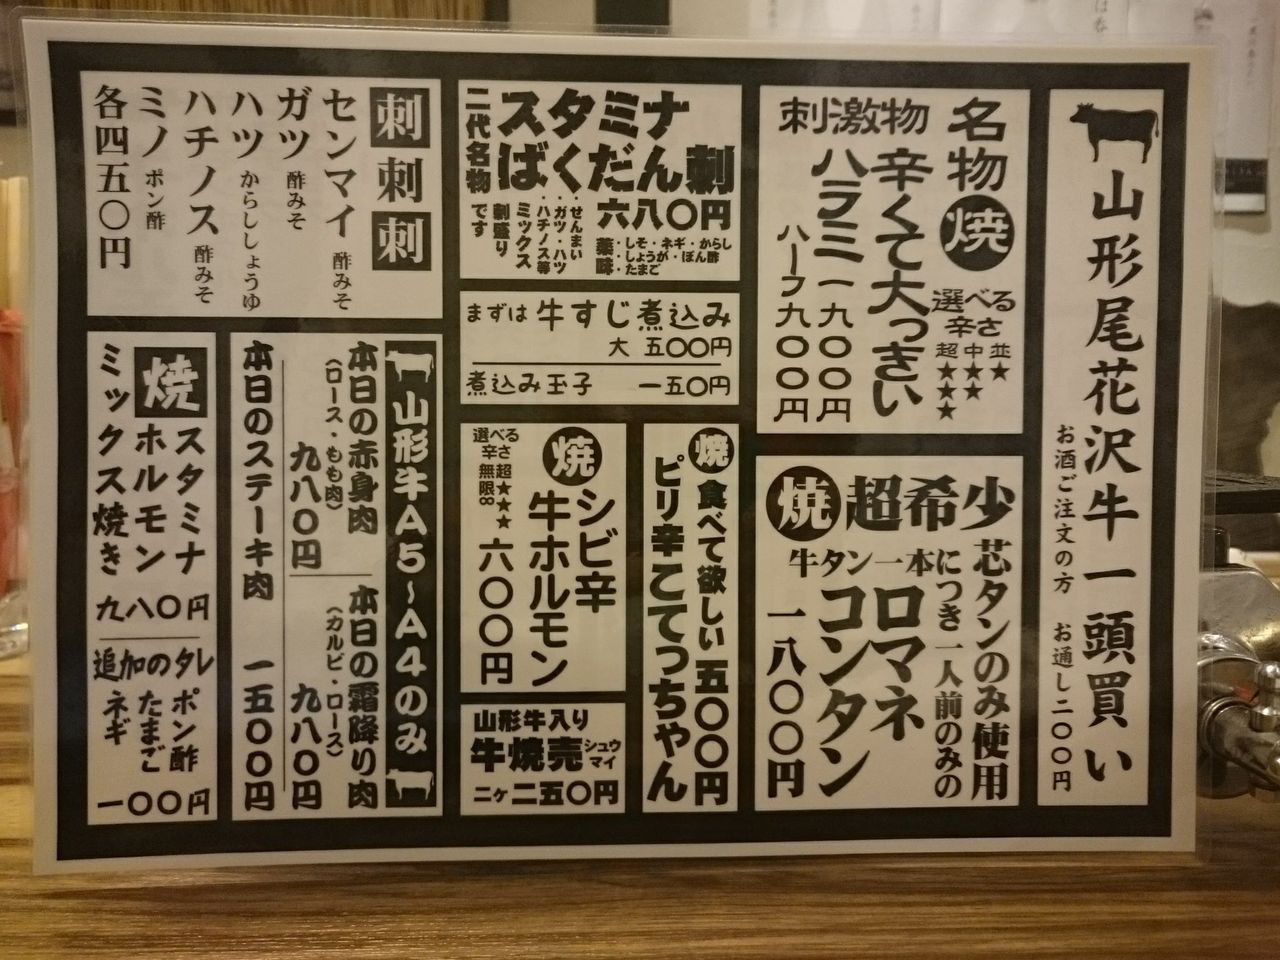 山形尾花沢牛一頭買い
お酒ご注文の方 お通し二〇〇円
名物焼
選べる
辛さ
並★
中★★
超★★★
刺激物
辛くて大っきい
ハラミ 一九〇〇円
ハーフ九〇〇円
焼 超希少
芯タンのみ使用
牛タン一本につき一人前のみの
ロマネ
コンタン
一八〇〇円
スタミナ
ばくだん刺
二代名物
六八〇円
薬味
・しそ・ネギ・からし
・しょうが・ぽん酢
・たまご
・せんまい
・ガツ・ハツ
・ハチノス等
ミックス
刺盛り
です
まずは 牛すじ煮込み
大 五〇〇円
煮込み玉子 一五〇円
焼 食べて欲しい 五〇〇円
ピリ辛こてっちゃん
焼 シビ辛
牛ホルモン
六〇〇円
選べる
辛さ
超★★★
無限∞
山形牛入り
牛焼売 シュウマイ
二ヶ 二五〇円
刺 刺 刺
センマイ 酢みそ
ガツ 酢みそ
ハツ からししょうゆ
ハチノス 酢みそ
ミノ ポン酢
各四五〇円
山形牛A5~A4のみ
本日の赤身肉
(ロース・もも肉)
九八〇円
本日の霜降り肉
(カルビ・ロース)
九八〇円
本日のステーキ肉 一五〇〇円
焼 スタミナ
ホルモン
ミックス焼き
九八〇円
追加のタレ
ポン酢
たまご
ネギ
一〇〇円